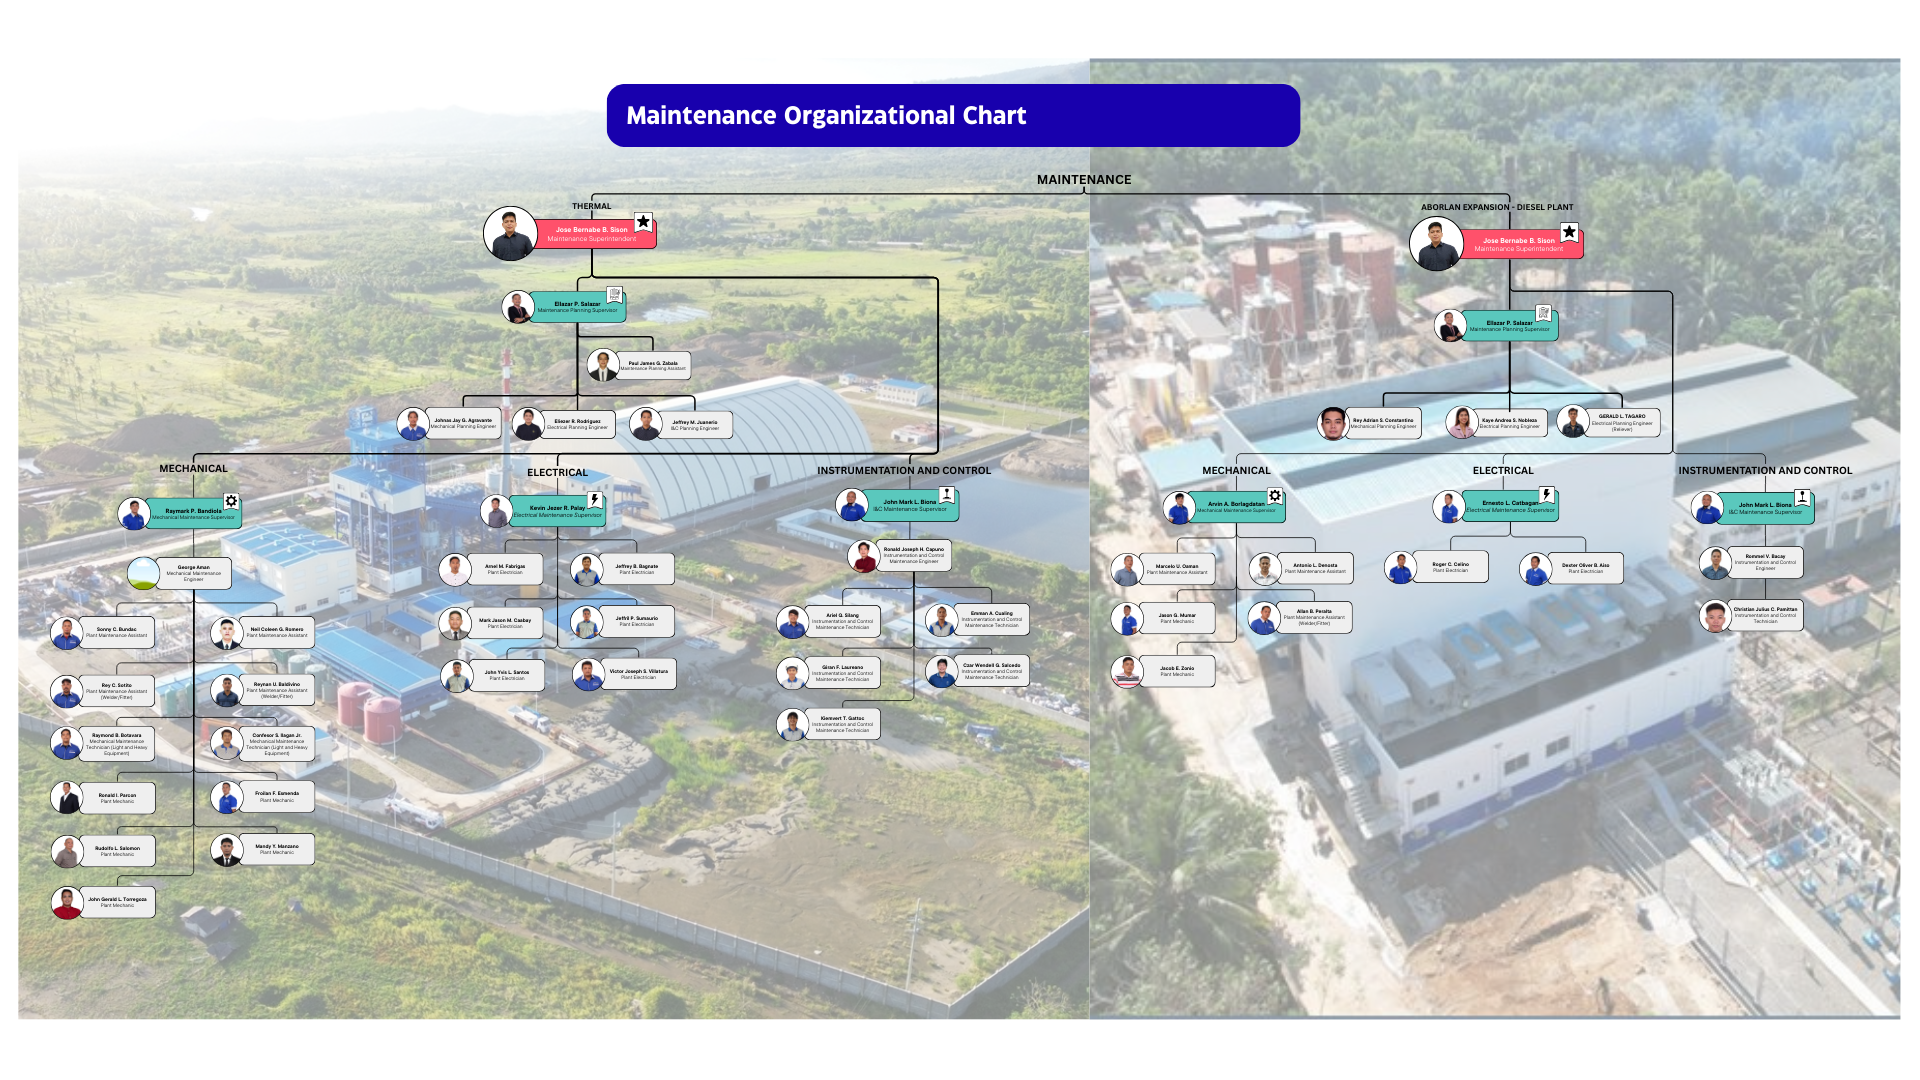 Maintenance Organizational Chart
MAINTENANCE
THERMAL
Jose Bernabe B. Sison
Maintenance Superintendent
Eliazar P. Salazar
Maintenance Planning Supervisor
Paul James G. Zabala
Maintenance Planning Assistant
Johnas Jay G. Agravante
Mechanical Planning Engineer
Eliezer R. Rodriguez
Electrical Planning Engineer
Jeffrey M. Juanerio
I&C Planning Engineer
MECHANICAL
Raymark P. Bandiola
Mechanical Maintenance Supervisor
George Aman
Mechanical Maintenance
Engineer
Sonny C. Bundac
Plant Maintenance Assistant
Neil Coleen G. Romero
Plant Maintenance Assistant
Rey C. Sotito
Plant Maintenance Assistant
(Welder/Fitter)
Reynan U. Baldivino
Plant Maintenance Assistant
(Welder/Fitter)
Raymond B. Botavara
Mechanical Maintenance
Technician (Light and Heavy
Equipment)
Confesor S. Ilagan Jr.
Mechanical Maintenance
Technician (Light and Heavy
Equipment)
Ronald I. Parcon
Plant Mechanic
Froilan F. Esmenda
Plant Mechanic
Rudolfo L. Salomon
Plant Mechanic
Mandy Y. Manzano
Plant Mechanic
John Gerald L. Torregoza
Plant Mechanic
ELECTRICAL
Kevin Jezer R. Palay
Electrical Maintenance Supervisor
Arnel M. Fabrigas
Plant Electrician
Jeffrey B. Bagnate
Plant Electrician
Mark Jason M. Caabay
Plant Electrician
Jeffril P. Sumaurio
Plant Electrician
John Yvis L. Santos
Plant Electrician
Victor Joseph S. Villatura
Plant Electrician
INSTRUMENTATION AND CONTROL
John Mark L. Biona
I&C Maintenance Supervisor
Ronald Joseph H. Capuno
Instrumentation and Control
Maintenance Engineer
Ariel G. Silang
Instrumentation and Control
Maintenance Technician
Emman A. Cualing
Instrumentation and Control
Maintenance Technician
Giran F. Laureano
Instrumentation and Control
Maintenance Technician
Czar Wendell G. Salcedo
Instrumentation and Control
Maintenance Technician
Kiemvert T. Gattoc
Instrumentation and Control
Maintenance Technician
ABORLAN EXPANSION - DIESEL PLANT
Jose Bernabe B. Sison
Maintenance Superintendent
Eliazar P. Salazar
Maintenance Planning Supervisor
Rey Adrian S. Constantino
Mechanical Planning Engineer
Kaye Andrea S. Nobleza
Electrical Planning Engineer
GERALD L. TAGARO
Electrical Planning Engineer
(Reliever)
MECHANICAL
Arvin A. Borlagdatan
Mechanical Maintenance Supervisor
Marcelo U. Oaman
Plant Maintenance Assistant
Antonio L. Denosta
Plant Maintenance Assistant
Jason G. Mumar
Plant Mechanic
Allan B. Peralta
Plant Maintenance Assistant
(Welder/Fitter)
Jacob E. Zonio
Plant Mechanic
ELECTRICAL
Ernesto L. Catbagan
Electrical Maintenance Supervisor
Roger C. Celino
Plant Electrician
Dexter Oliver B. Aiso
Plant Electrician
INSTRUMENTATION AND CONTROL
John Mark L. Biona
I&C Maintenance Supervisor
Rommel V. Bacay
Instrumentation and Control
Engineer
Christian Julius C. Pamittan
Instrumentation and Control
Technician